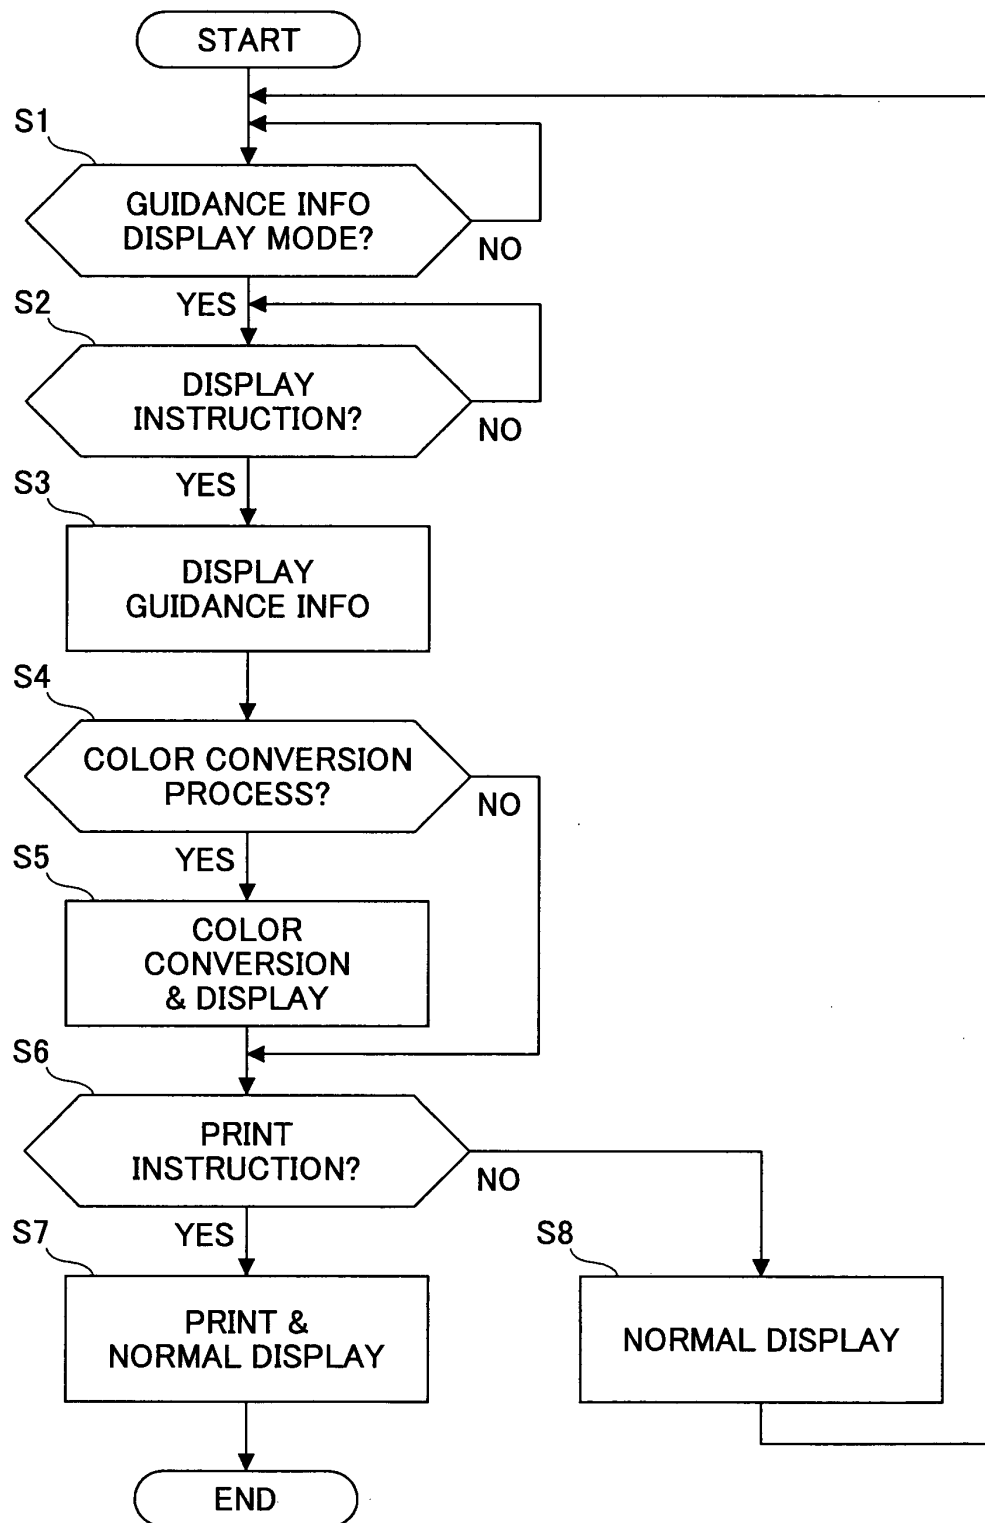 START
S1
GUIDANCE INFO
DISPLAY MODE?
NO
YES
S2
DISPLAY
INSTRUCTION?
NO
YES
S3
DISPLAY
GUIDANCE INFO
S4
COLOR CONVERSION
PROCESS?
NO
YES
S5
COLOR
CONVERSION
& DISPLAY
S6
PRINT
INSTRUCTION?
NO
YES
S7
PRINT &
NORMAL DISPLAY
S8
NORMAL DISPLAY
END